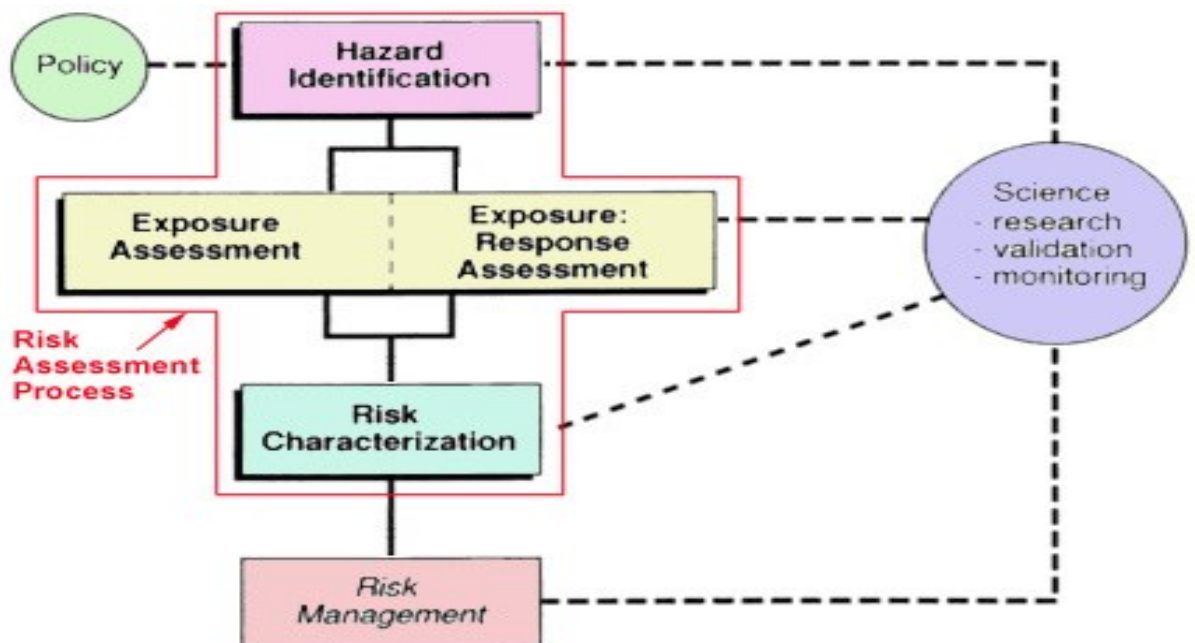 Policy
Hazard
Identification
Exposure
Assessment
Exposure:
Response
Assessment
Science
- research
- validation
- monitoring
Risk
Assessment
Process
Risk
Characterization
Risk
Management